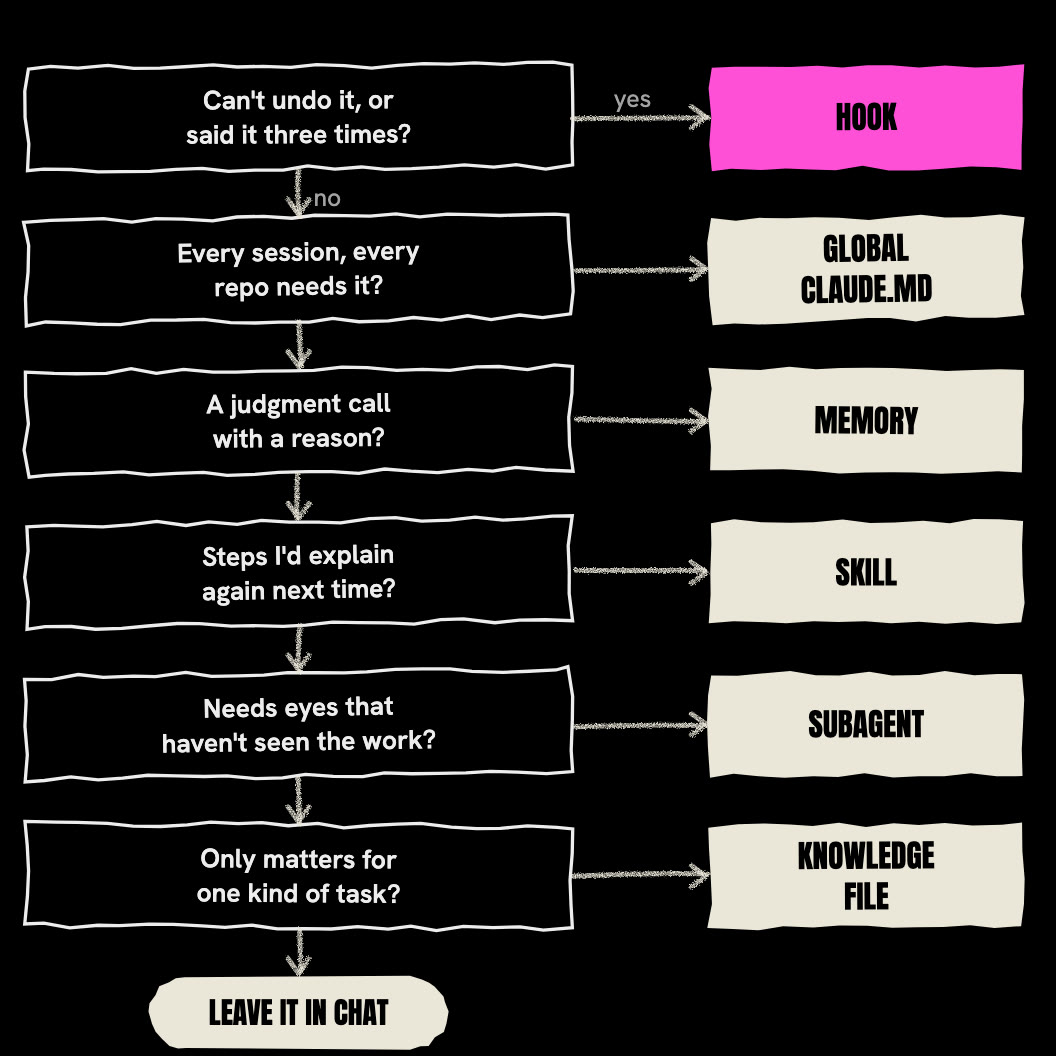 Can't undo it, or
said it three times?
yes
HOOK
no
Every session, every
repo needs it?
GLOBAL
CLAUDE.MD
A judgment call
with a reason?
MEMORY
Steps I'd explain
again next time?
SKILL
Needs eyes that
haven't seen the work?
SUBAGENT
Only matters for
one kind of task?
KNOWLEDGE
FILE
LEAVE IT IN CHAT